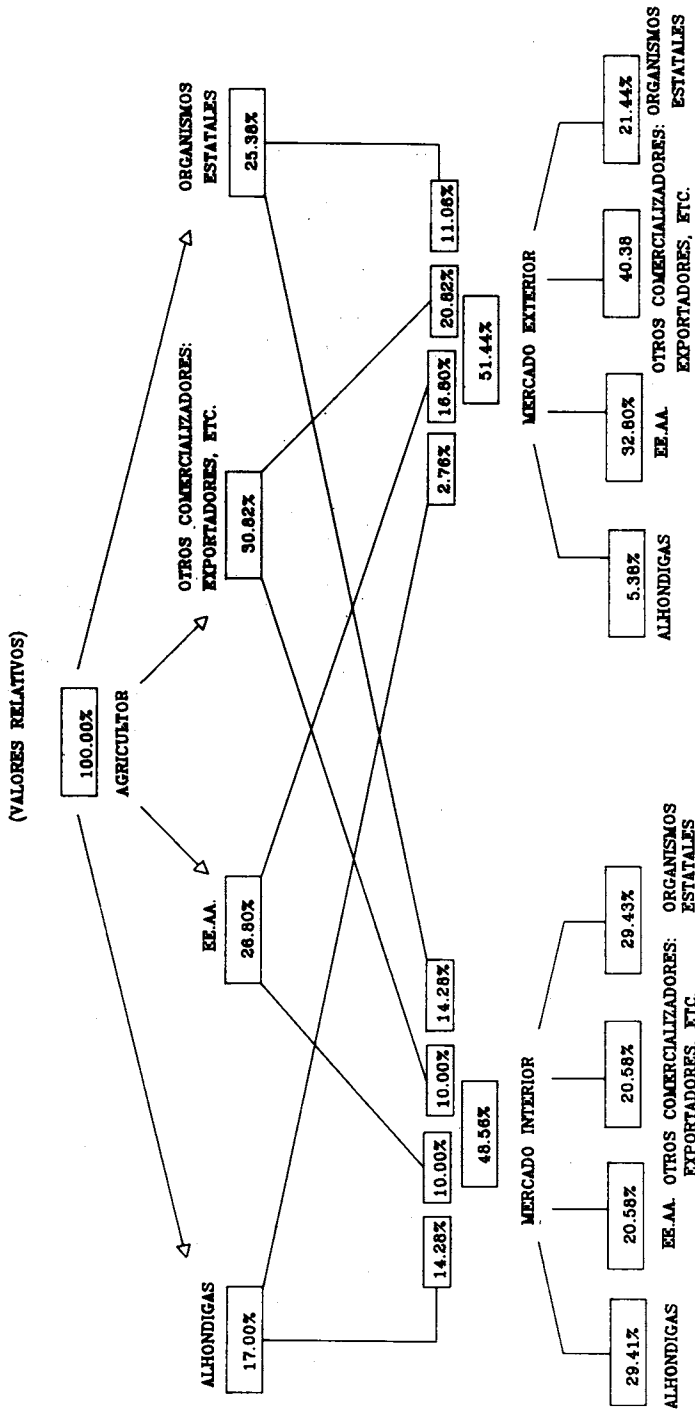 (VALORES RELATIVOS)
100.00%
AGRICULTOR
ALHONDIGAS
17.00%
EE.AA.
26.80%
OTROS COMERCIALIZADORES:
EXPORTADORES, ETC.
30.82%
ORGANISMOS
ESTATALES
25.38%
14.28%
10.00%
10.00%
14.28%
48.56%
2.76%
16.80%
20.82%
11.06%
51.44%
MERCADO INTERIOR
MERCADO EXTERIOR
29.41%
20.58%
20.58%
29.43%
ALHONDIGAS
EE.AA.
OTROS COMERCIALIZADORES:
EXPORTADORES, ETC.
ORGANISMOS
ESTATALES
5.38%
32.80%
40.38
21.44%
ALHONDIGAS
EE.AA.
OTROS COMERCIALIZADORES:
EXPORTADORES, ETC.
ORGANISMOS
ESTATALES